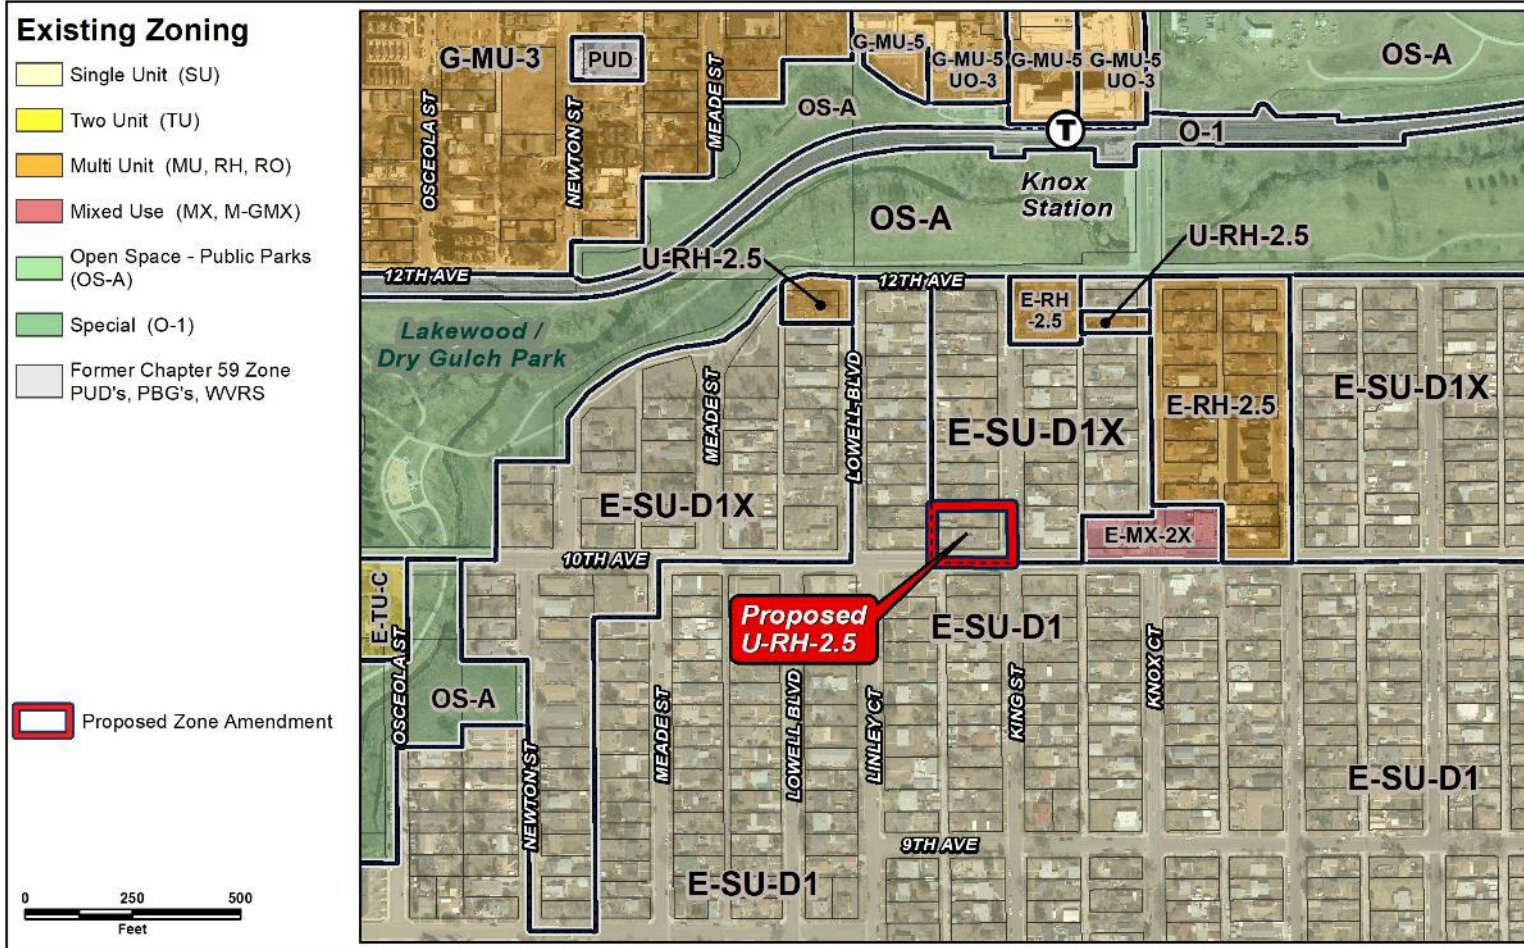 Existing Zoning
Single Unit (SU)
Two Unit (TU)
Multi Unit (MU, RH, RO)
Mixed Use (MX, M-GMX)
Open Space - Public Parks
(OS-A)
Special (O-1)
Former Chapter 59 Zone
PUD's, PBG's, WVRS
Proposed Zone Amendment
0 250 500
Feet
G-MU-3
PUD
G-MU-5
G-MU-5
UO-3
G-MU-5
G-MU-5
UO-3
OS-A
OSCEOLA ST
NEWTON ST
MEADE ST
OS-A
T
O-1
Knox
Station
OS-A
U-RH-2.5
U-RH-2.5
12TH AVE
12TH AVE
E-RH
-2.5
Lakewood /
Dry Gulch Park
MEADE ST
LOWELL BLVD
E-SU-D1X
E-RH-2.5
E-SU-D1X
E-SU-D1X
E-MX-2X
10TH AVE
E-TU-C
OSCEOLA ST
Proposed
U-RH-2.5
E-SU-D1
OS-A
NEWTON ST
MEADE ST
LOWELL BLVD
LINLEY CT
KING ST
KNOX CT
E-SU-D1
9TH AVE
E-SU-D1